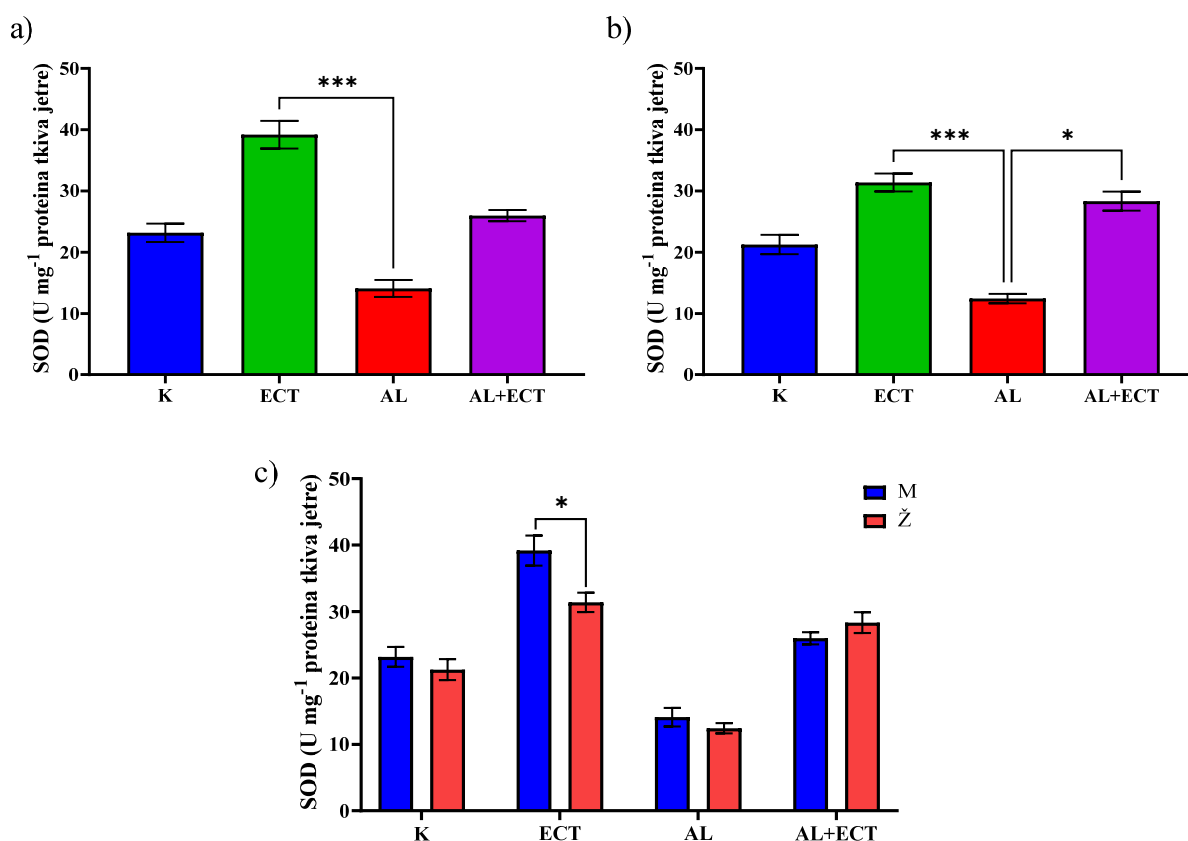 a)
SOD (U mg⁻¹ proteina tkiva jetre)
50
40
30
20
10
0
***
K ECT AL AL+ECT
b)
SOD (U mg⁻¹ proteina tkiva jetre)
50
40
30
20
10
0
*** *
K ECT AL AL+ECT
c)
SOD (U mg⁻¹ proteina tkiva jetre)
50
40
30
20
10
0
*
M
Ž
K ECT AL AL+ECT